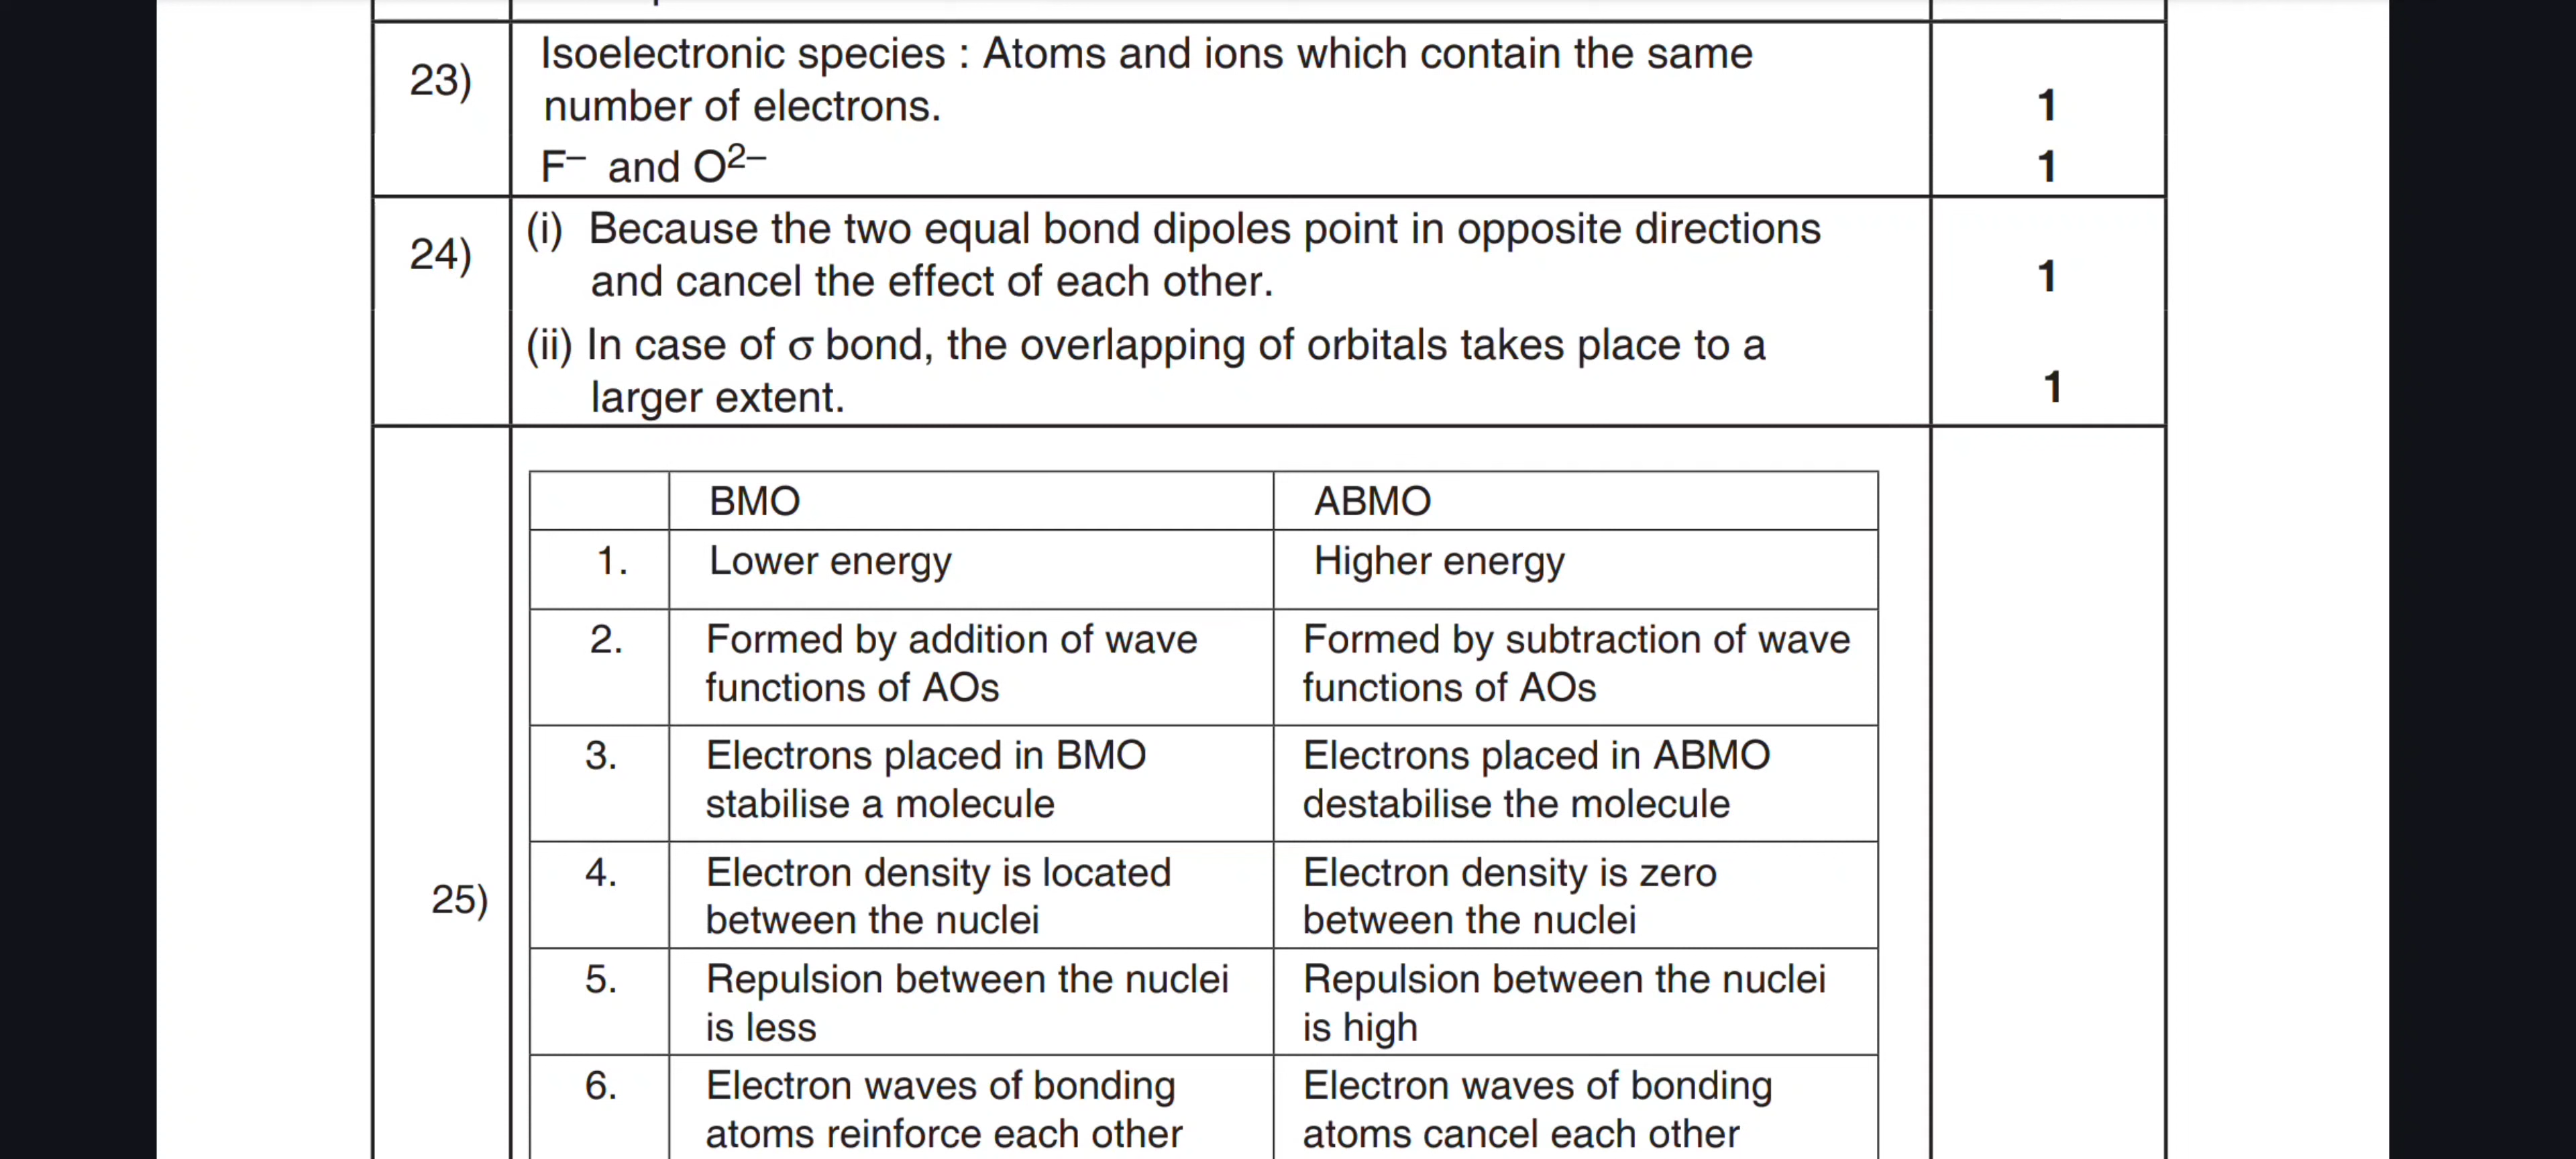 23)
Isoelectronic species : Atoms and ions which contain the same
number of electrons.
1
F– and O2–
1
24)
(i) Because the two equal bond dipoles point in opposite directions
and cancel the effect of each other.
1
(ii) In case of σ bond, the overlapping of orbitals takes place to a
larger extent.
1
25)
BMO ABMO
1. Lower energy Higher energy
2. Formed by addition of wave Formed by subtraction of wave
functions of AOs functions of AOs
3. Electrons placed in BMO Electrons placed in ABMO
stabilise a molecule destabilise the molecule
4. Electron density is located Electron density is zero
between the nuclei between the nuclei
5. Repulsion between the nuclei Repulsion between the nuclei
is less is high
6. Electron waves of bonding Electron waves of bonding
atoms reinforce each other atoms cancel each other